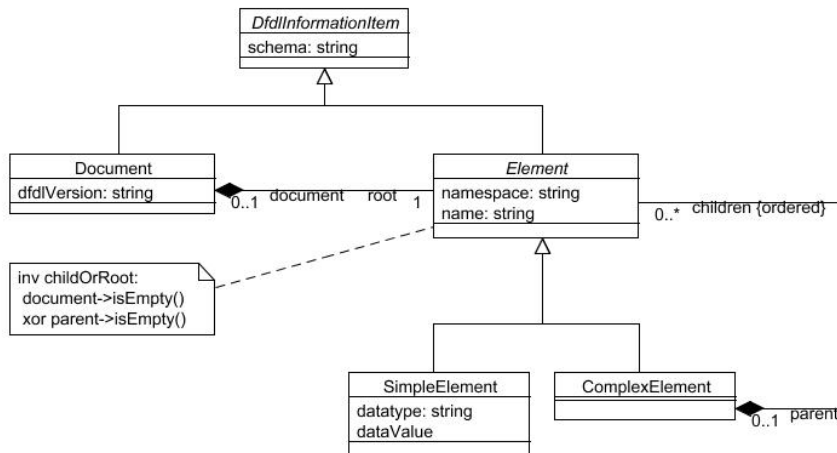 DfdlInformationItem
schema: string
Document
dfdlVersion: string
0..1
document
root
1
Element
namespace: string
name: string
0..*
children {ordered}
inv childOrRoot:
document->isEmpty()
xor parent->isEmpty()
SimpleElement
datatype: string
dataValue
ComplexElement
0..1
parent